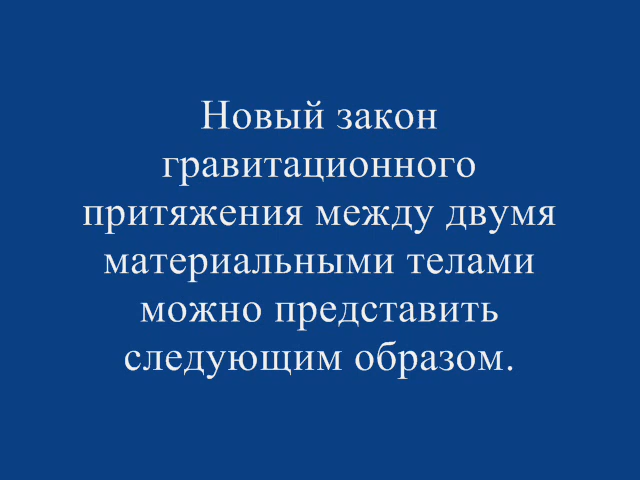 Новый закон
гравитационного
притяжения между двумя
материальными телами
можно представить
следующим образом.